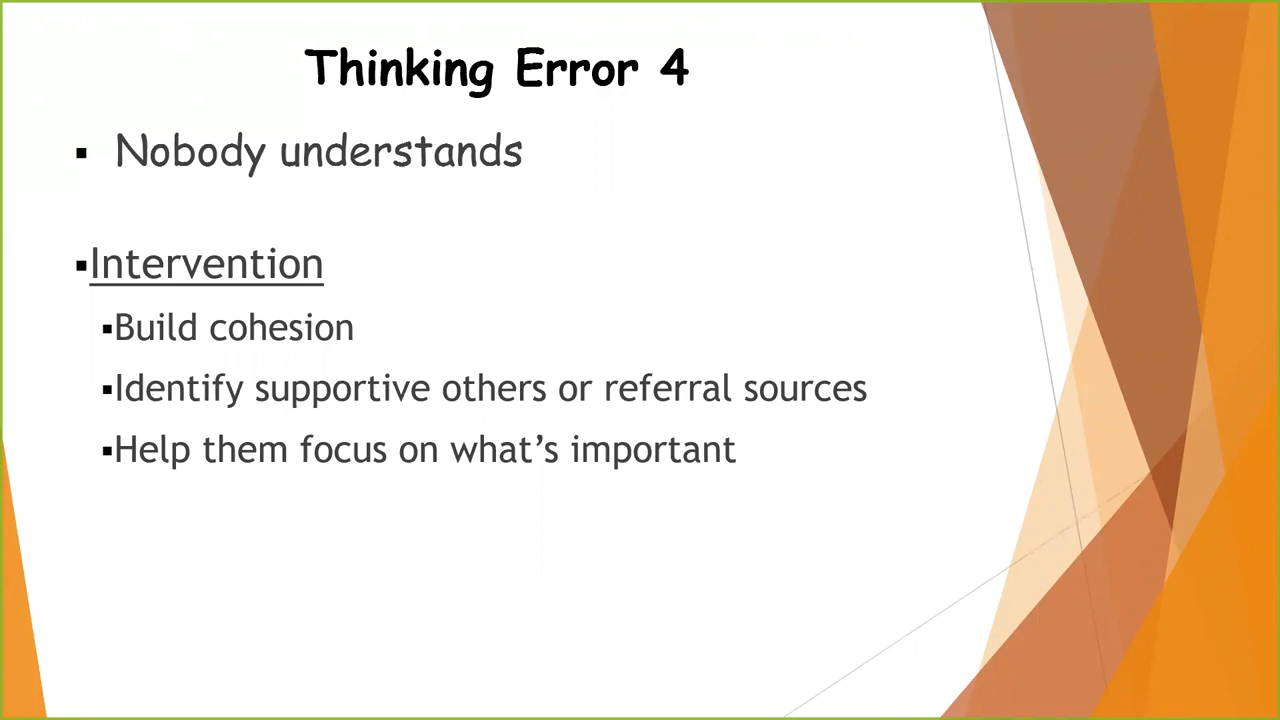 Thinking Error 4
▪ Nobody understands
▪Intervention
▪Build cohesion
▪Identify supportive others or referral sources
▪Help them focus on what’s important